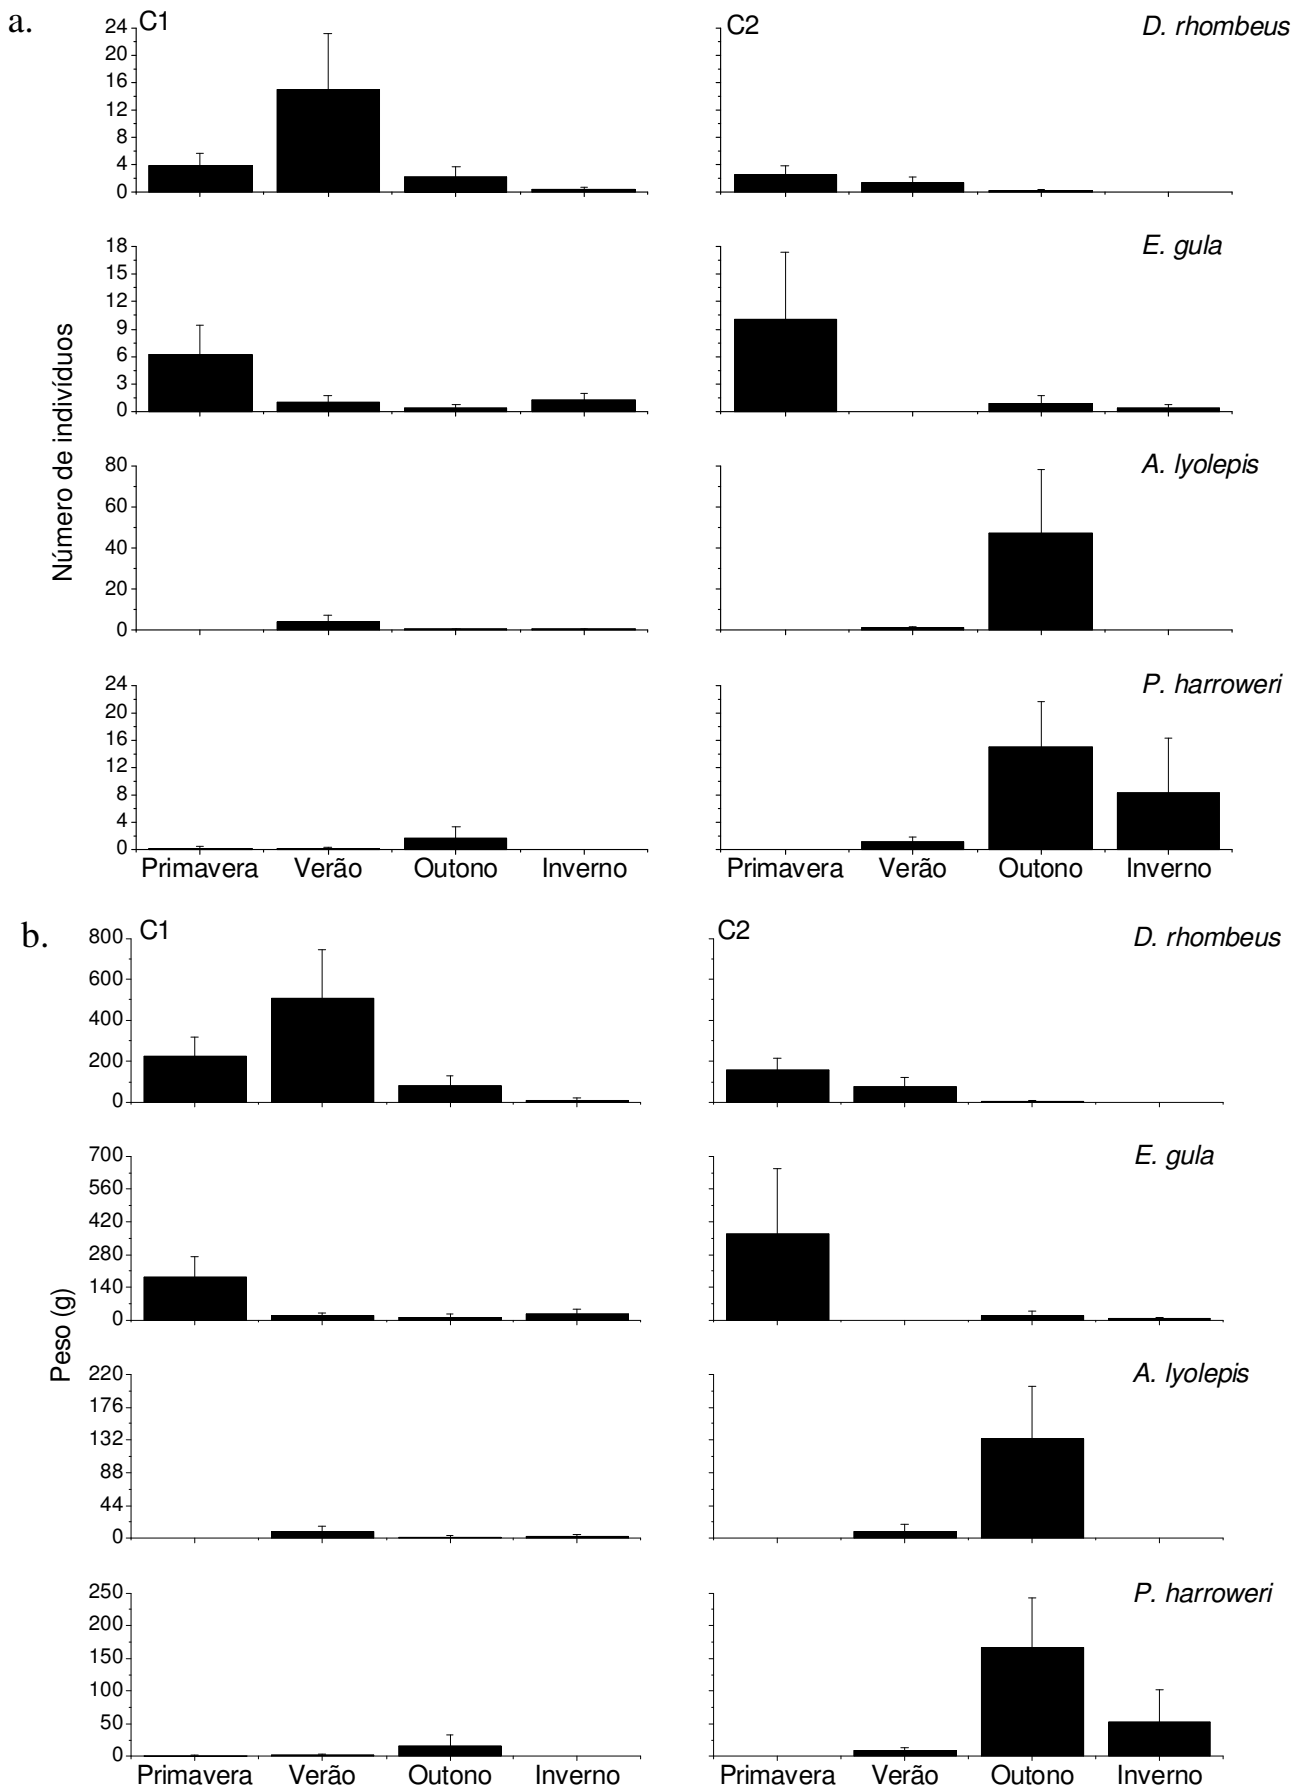 a.
C1
C2
D. rhombeus
24
20
16
12
8
4
0
E. gula
18
15
12
9
6
3
0
Número de indivíduos
A. lyolepis
80
60
40
20
0
P. harroweri
24
20
16
12
8
4
0
Primavera Verão Outono Inverno
Primavera Verão Outono Inverno
b.
C1
C2
D. rhombeus
800
600
400
200
0
E. gula
700
560
420
280
140
0
Peso (g)
A. lyolepis
220
176
132
88
44
0
P. harroweri
250
200
150
100
50
0
Primavera Verão Outono Inverno
Primavera Verão Outono Inverno